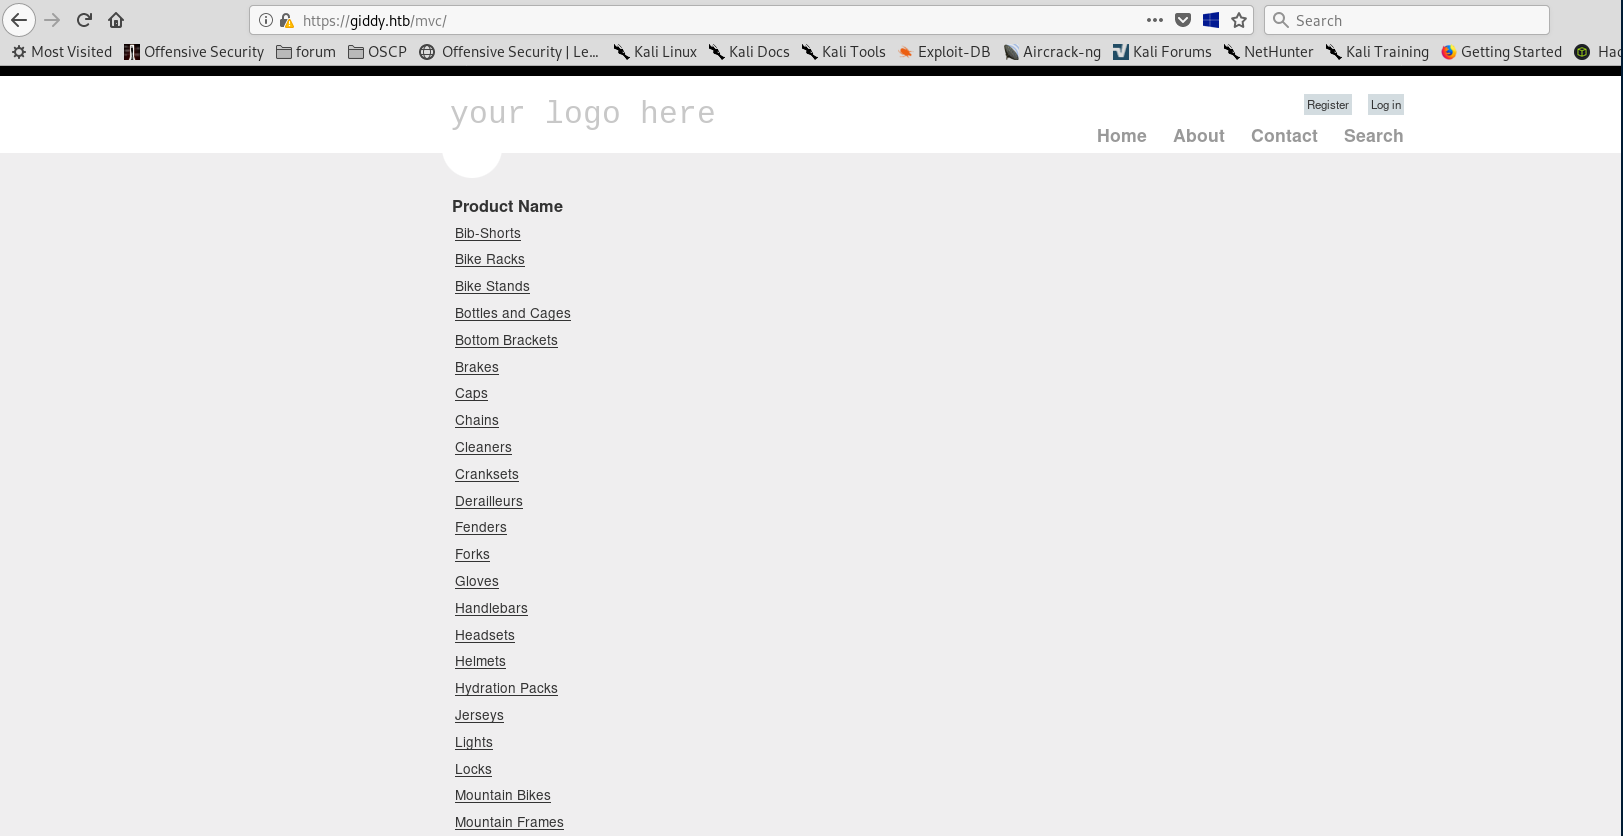 https://giddy.htb/mvc/ Search
Most Visited Offensive Security forum OSCP Offensive Security | Le... Kali Linux Kali Docs Kali Tools Exploit-DB Aircrack-ng Kali Forums NetHunter Kali Training Getting Started Hac
your logo here
Register Log in
Home About Contact Search
Product Name
Bib-Shorts
Bike Racks
Bike Stands
Bottles and Cages
Bottom Brackets
Brakes
Caps
Chains
Cleaners
Cranksets
Derailleurs
Fenders
Forks
Gloves
Handlebars
Headsets
Helmets
Hydration Packs
Jerseys
Lights
Locks
Mountain Bikes
Mountain Frames